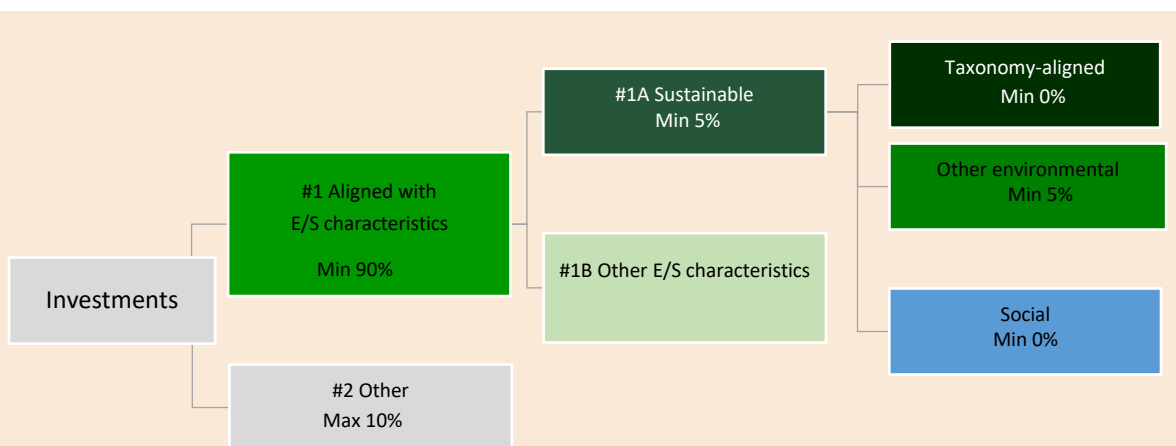 Investments
#1 Aligned with
E/S characteristics
Min 90%
#2 Other
Max 10%
#1A Sustainable
Min 5%
#1B Other E/S characteristics
Taxonomy-aligned
Min 0%
Other environmental
Min 5%
Social
Min 0%